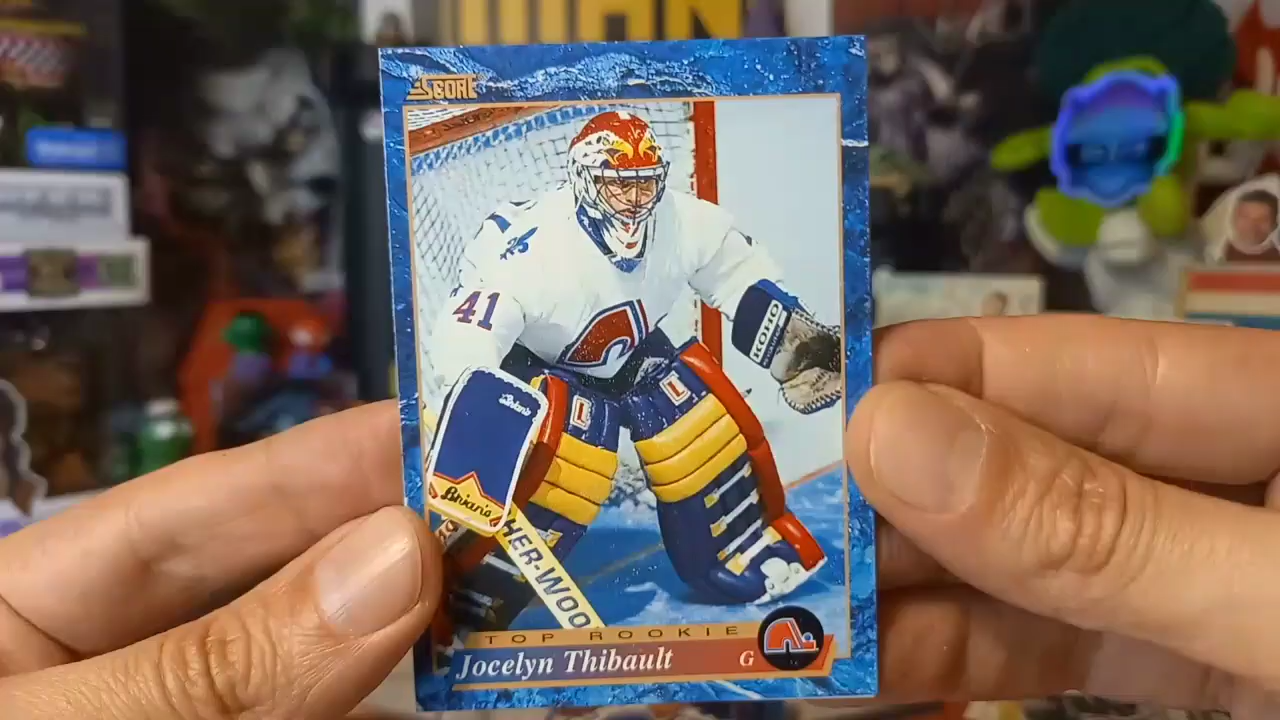 SCORE
41
KOHO
L
L
Brian's
Brian's
HER-WOO
TOP ROOKIE
Jocelyn Thibault G